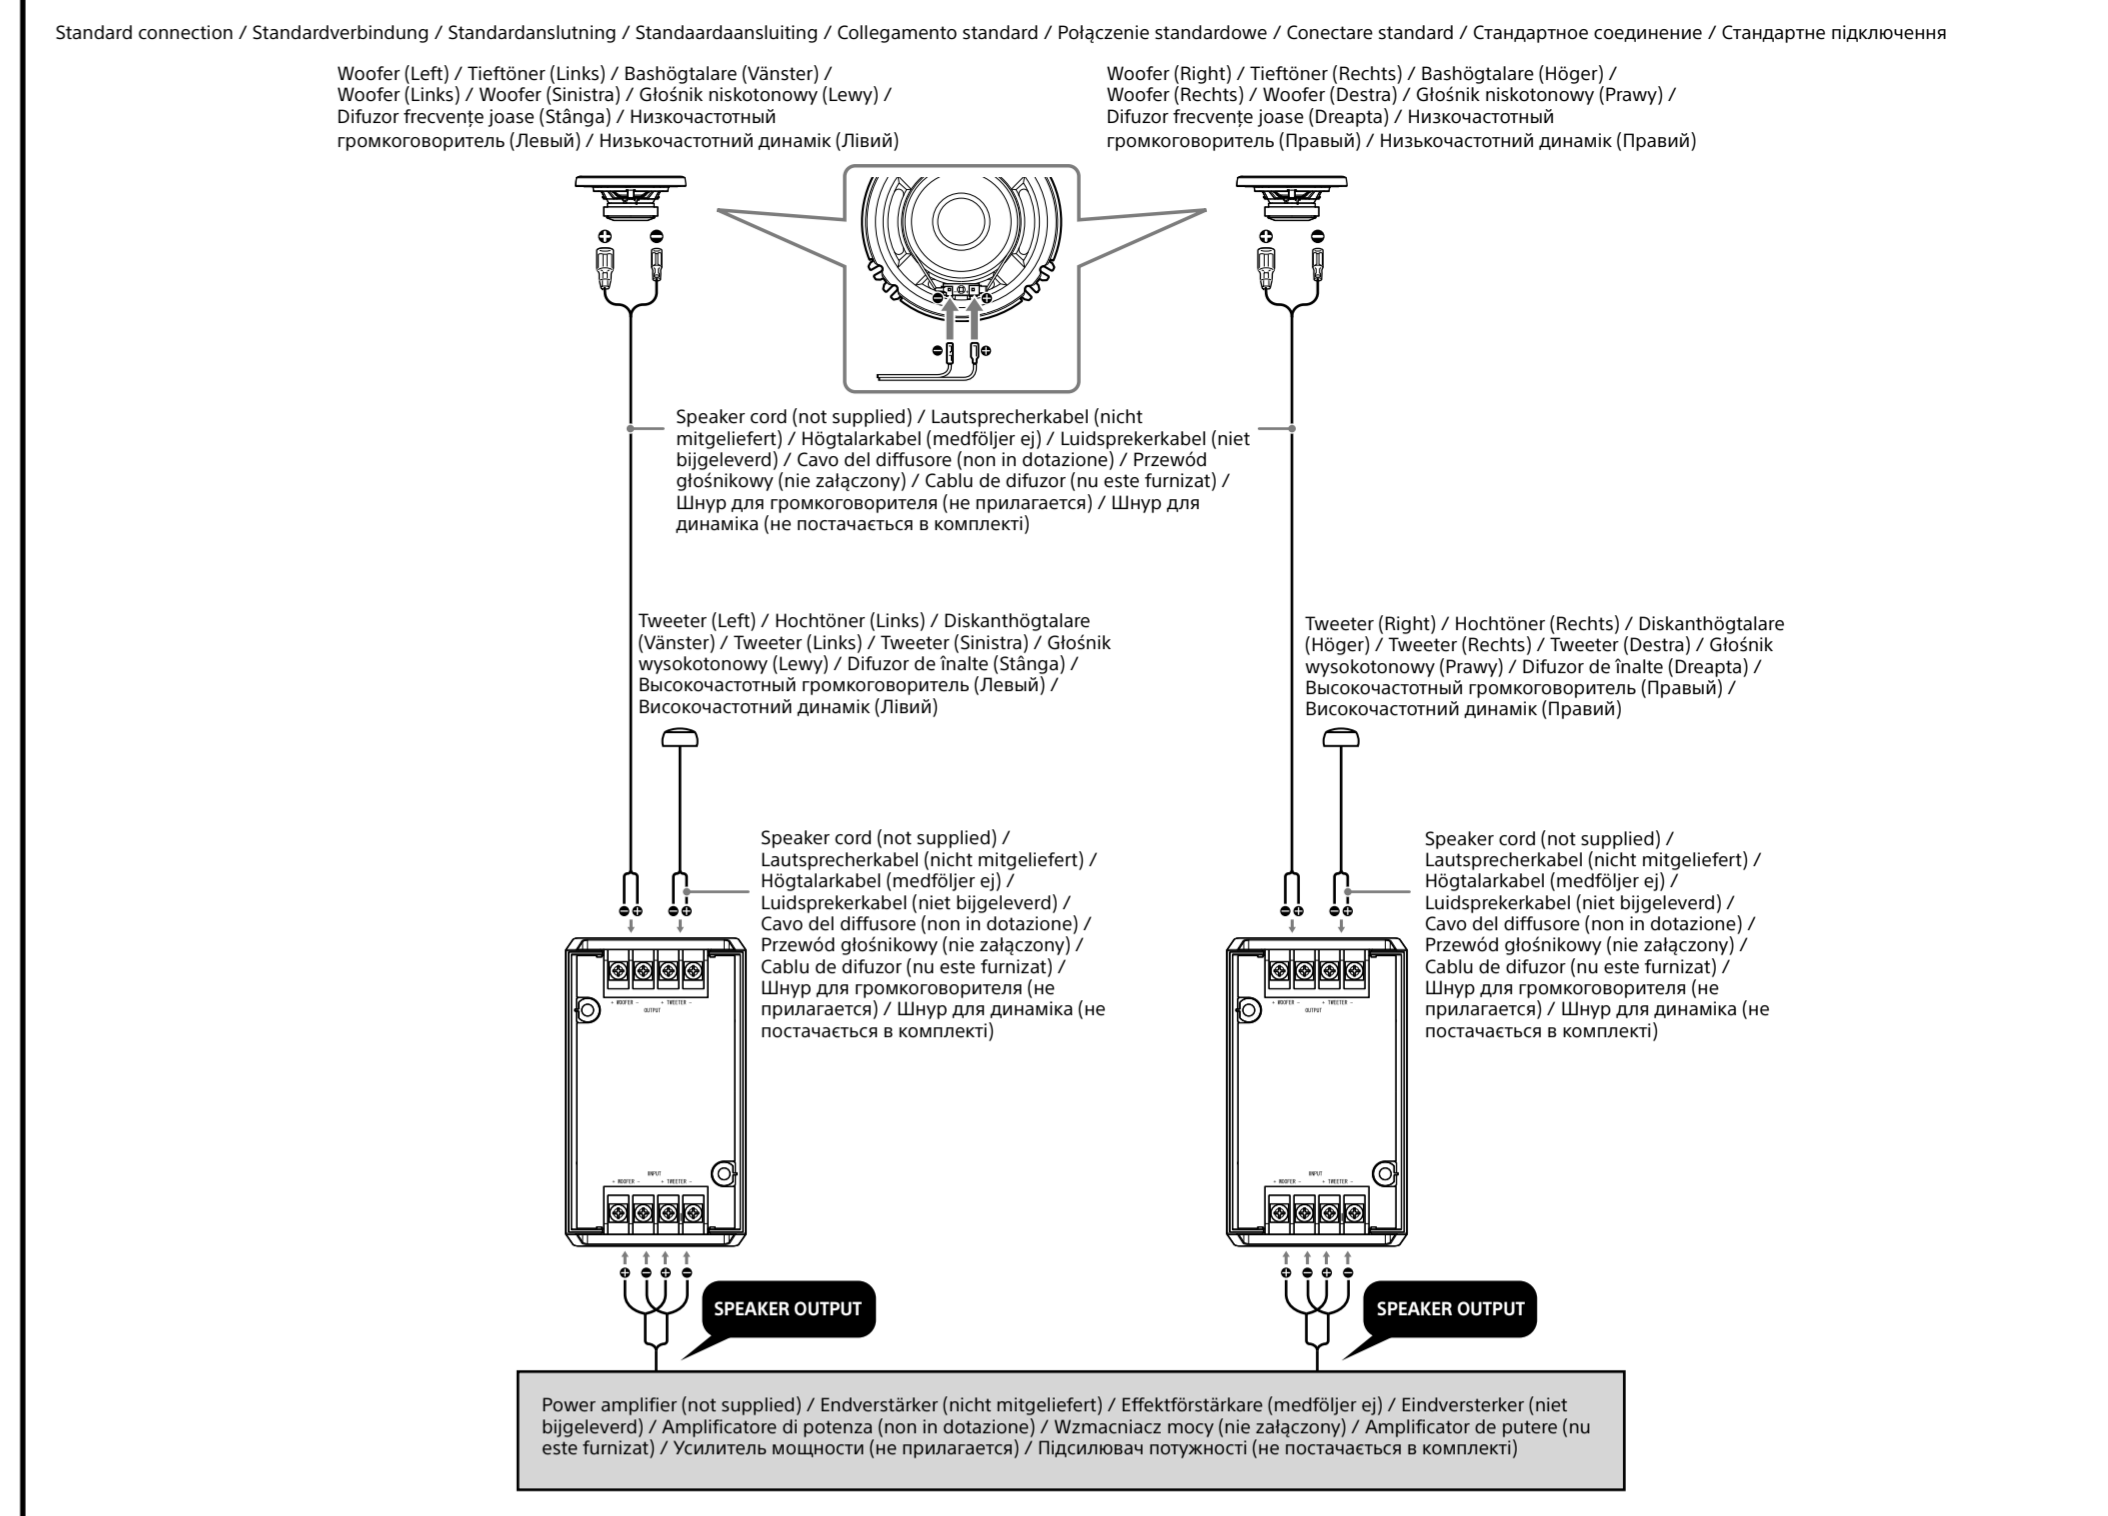 Standard connection / Standardverbindung / Standardanslutning / Standaardaansluiting / Collegamento standard / Połączenie standardowe / Conectare standard / Стандартное соединение / Стандартне підключення
Woofer (Left) / Tieftöner (Links) / Bashögtalare (Vänster) /
Woofer (Links) / Woofer (Sinistra) / Głośnik niskotonowy (Lewy) /
Difuzor frecvențe joase (Stânga) / Низкочастотный
громкоговоритель (Левый) / Низькочастотний динамік (Лівий)
Woofer (Right) / Tieftöner (Rechts) / Bashögtalare (Höger) /
Woofer (Rechts) / Woofer (Destra) / Głośnik niskotonowy (Prawy) /
Difuzor frecvențe joase (Dreapta) / Низкочастотный
громкоговоритель (Правый) / Низькочастотний динамік (Правий)
Speaker cord (not supplied) / Lautsprecherkabel (nicht
mitgeliefert) / Högtalarkabel (medföljer ej) / Luidsprekerkabel (niet
bijgeleverd) / Cavo del diffusore (non in dotazione) / Przewód
głośnikowy (nie załączony) / Cablu de difuzor (nu este furnizat) /
Шнур для громкоговорителя (не прилагается) / Шнур для
динаміка (не постачається в комплекті)
Tweeter (Left) / Hochtöner (Links) / Diskanthögtalare
(Vänster) / Tweeter (Links) / Tweeter (Sinistra) / Głośnik
wysokotonowy (Lewy) / Difuzor de înalte (Stânga) /
Высокочастотный громкоговоритель (Левый) /
Високочастотний динамік (Лівий)
Tweeter (Right) / Hochtöner (Rechts) / Diskanthögtalare
(Höger) / Tweeter (Rechts) / Tweeter (Destra) / Głośnik
wysokotonowy (Prawy) / Difuzor de înalte (Dreapta) /
Высокочастотный громкоговоритель (Правый) /
Високочастотний динамік (Правий)
Speaker cord (not supplied) /
Lautsprecherkabel (nicht mitgeliefert) /
Högtalarkabel (medföljer ej) /
Luidsprekerkabel (niet bijgeleverd) /
Cavo del diffusore (non in dotazione) /
Przewód głośnikowy (nie załączony) /
Cablu de difuzor (nu este furnizat) /
Шнур для громкоговорителя (не
прилагается) / Шнур для динаміка (не
постачається в комплекті)
Speaker cord (not supplied) /
Lautsprecherkabel (nicht mitgeliefert) /
Högtalarkabel (medföljer ej) /
Luidsprekerkabel (niet bijgeleverd) /
Cavo del diffusore (non in dotazione) /
Przewód głośnikowy (nie załączony) /
Cablu de difuzor (nu este furnizat) /
Шнур для громкоговорителя (не
прилагается) / Шнур для динаміка (не
постачається в комплекті)
+ WOOFER - + TWEETER -
OUTPUT
INPUT
+ WOOFER - + TWEETER -
+ WOOFER - + TWEETER -
OUTPUT
INPUT
+ WOOFER - + TWEETER -
SPEAKER OUTPUT
SPEAKER OUTPUT
Power amplifier (not supplied) / Endverstärker (nicht mitgeliefert) / Effektförstärkare (medföljer ej) / Eindversterker (niet
bijgeleverd) / Amplificatore di potenza (non in dotazione) / Wzmacniacz mocy (nie załączony) / Amplificator de putere (nu
este furnizat) / Усилитель мощности (не прилагается) / Підсилювач потужності (не постачається в комплекті)